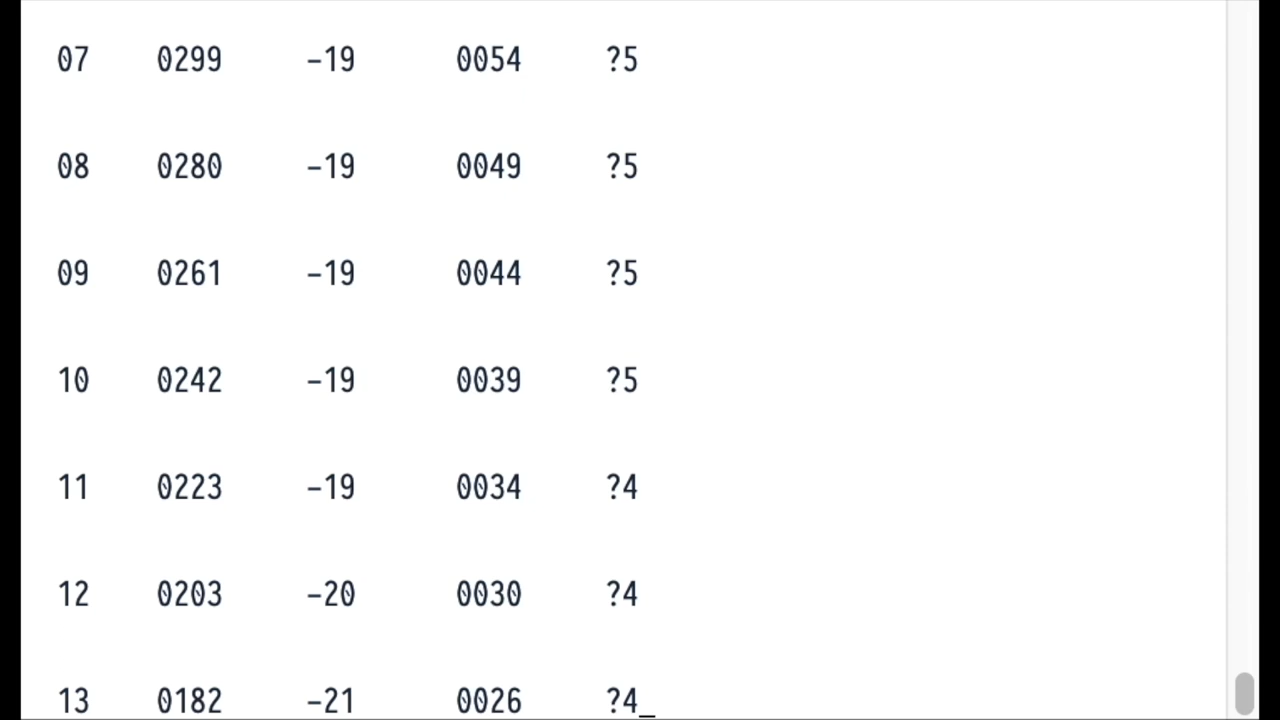 07 0299 -19 0054 ?5
08 0280 -19 0049 ?5
09 0261 -19 0044 ?5
10 0242 -19 0039 ?5
11 0223 -19 0034 ?4
12 0203 -20 0030 ?4
13 0182 -21 0026 ?4_